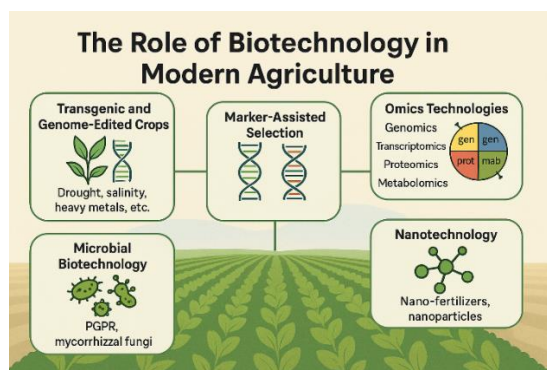 The Role of Biotechnology in
Modern Agriculture
Transgenic and
Genome-Edited Crops
Drought, salinity,
heavy metals, etc.
Marker-Assisted
Selection
Omics Technologies
Genomics
Transcriptomics
Proteomics
Metabolomics
gen gen
prot mab
Microbial
Biotechnology
PGPR,
mycorrhizzal fungi
Nanotechnology
Nano-fertilizers,
nanoparticles